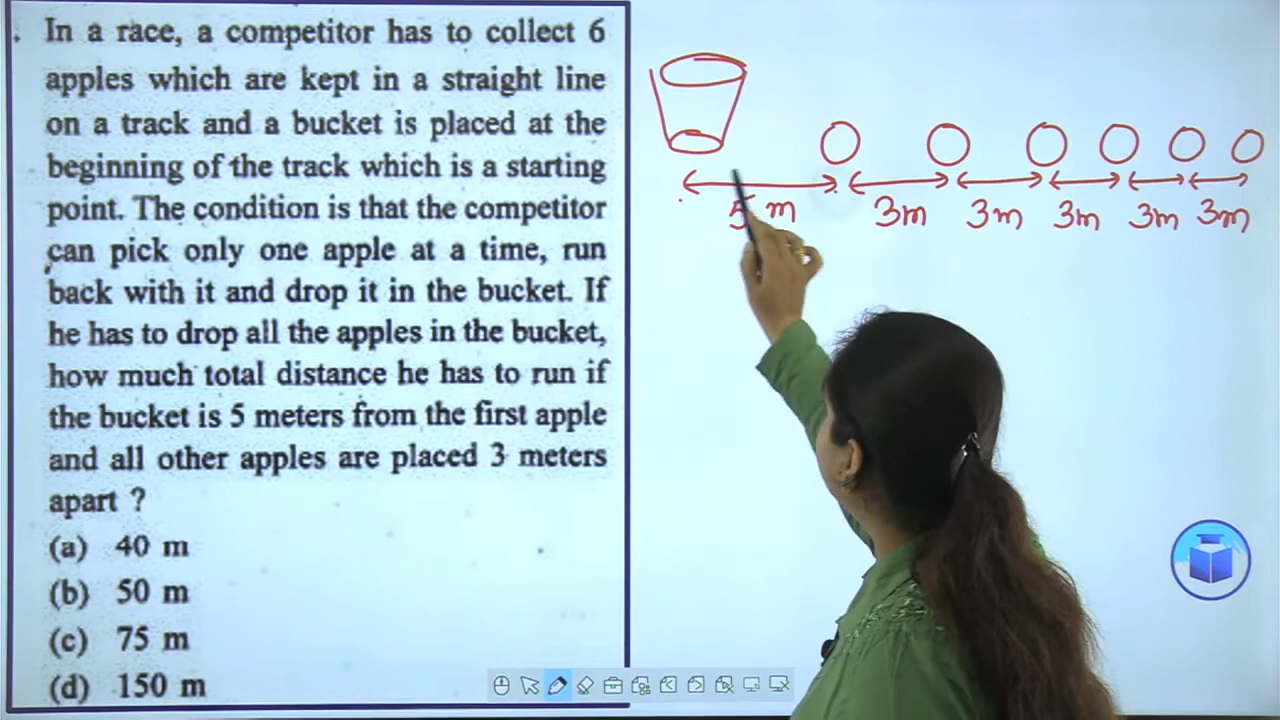 . In a race, a competitor has to collect 6
apples which are kept in a straight line
on a track and a bucket is placed at the
beginning of the track which is a starting
point. The condition is that the competitor
can pick only one apple at a time, run
back with it and drop it in the bucket. If
he has to drop all the apples in the bucket,
how much total distance he has to run if
the bucket is 5 meters from the first apple
and all other apples are placed 3 meters
apart ?
(a) 40 m
(b) 50 m
(c) 75 m
(d) 150 m
5 m 3m 3m 3m 3m 3m